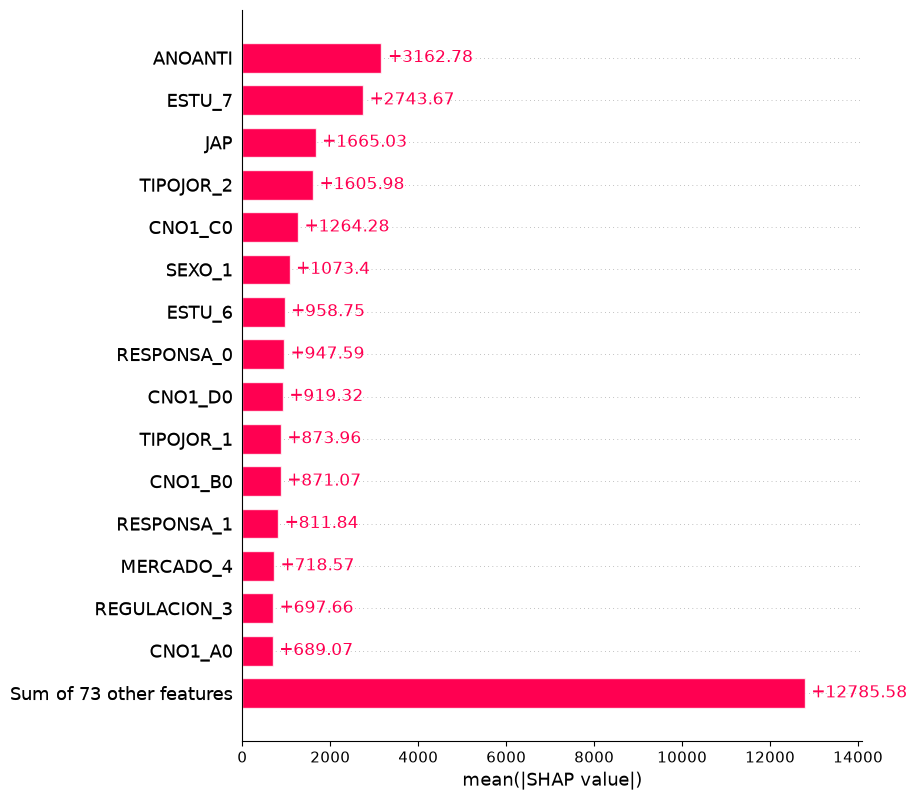 ANOANTI +3162.78
ESTU_7 +2743.67
JAP +1665.03
TIPOJOR_2 +1605.98
CNO1_C0 +1264.28
SEXO_1 +1073.4
ESTU_6 +958.75
RESPONSA_0 +947.59
CNO1_D0 +919.32
TIPOJOR_1 +873.96
CNO1_B0 +871.07
RESPONSA_1 +811.84
MERCADO_4 +718.57
REGULACION_3 +697.66
CNO1_A0 +689.07
Sum of 73 other features +12785.58
0 2000 4000 6000 8000 10000 12000 14000
mean(|SHAP value|)